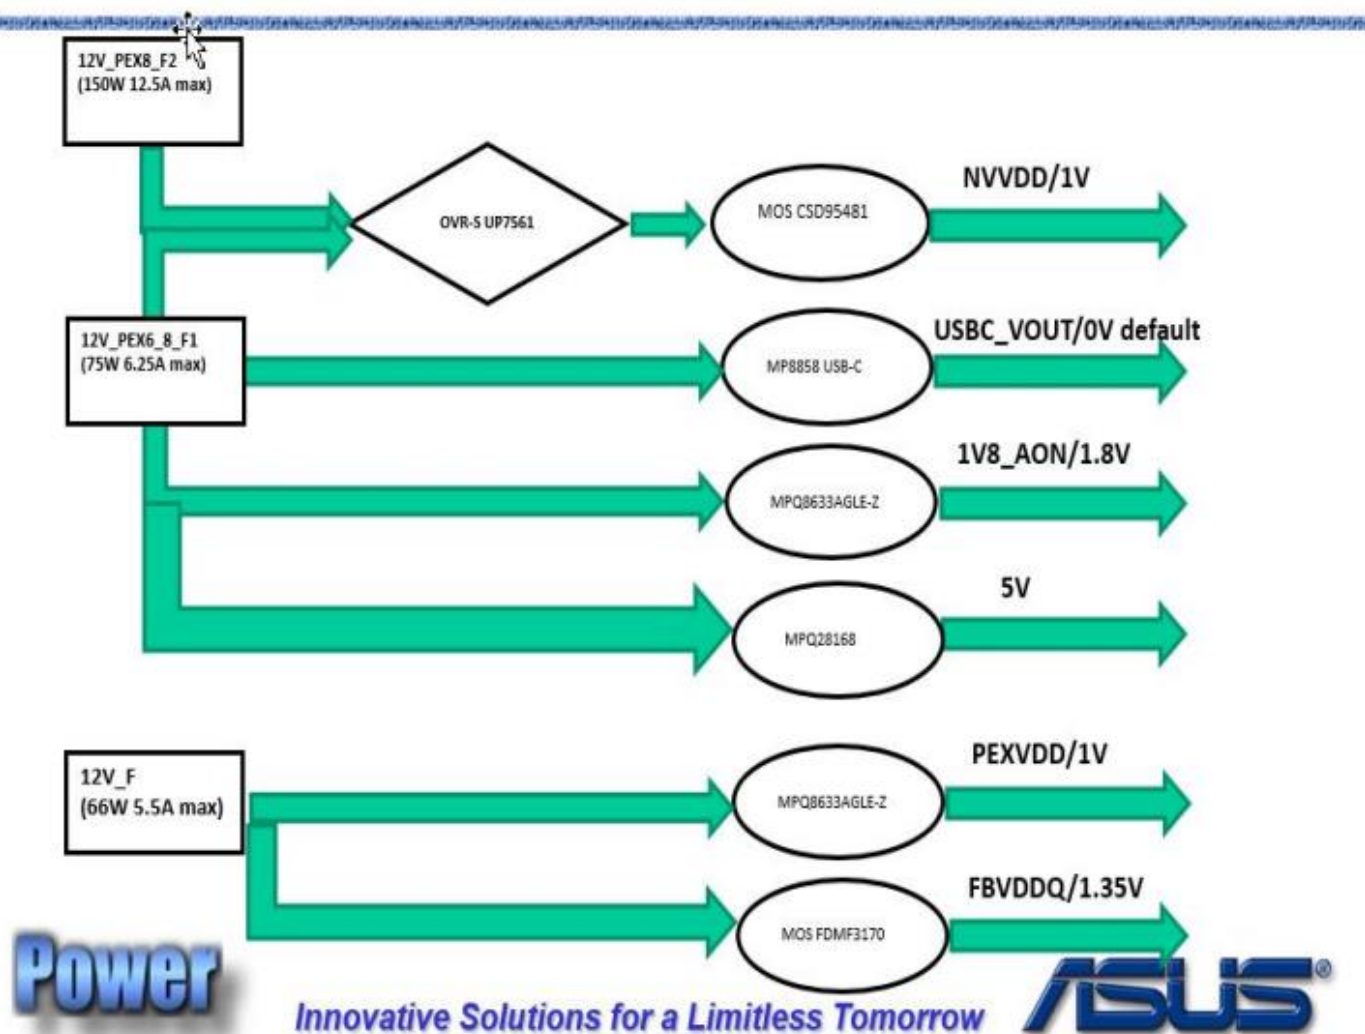 12V_PEX8_F2
(150W 12.5A max)
OVR-S UP7561
MOS CSD95481
NVVDD/1V
12V_PEX6_8_F1
(75W 6.25A max)
MP8858 USB-C
USBC_VOUT/0V default
MPQ8633AGLE-Z
1V8_AON/1.8V
MPQ28168
5V
12V_F
(66W 5.5A max)
MPQ8633AGLE-Z
PEXVDD/1V
MOS FDMF3170
FBVDDQ/1.35V
Power
Innovative Solutions for a Limitless Tomorrow
ASUS®